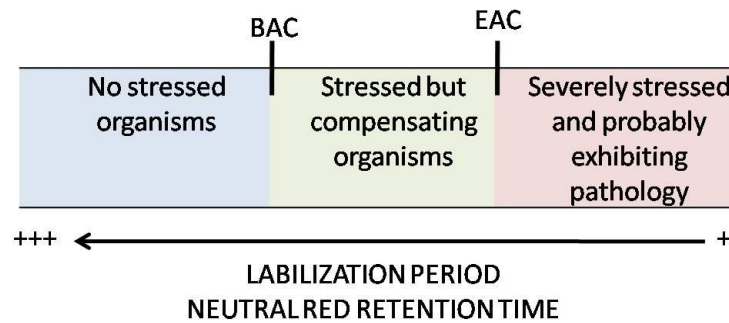 BAC
EAC
No stressed
organisms
Stressed but
compensating
organisms
Severely stressed
and probably
exhibiting
pathology
+++
+
LABILIZATION PERIOD
NEUTRAL RED RETENTION TIME